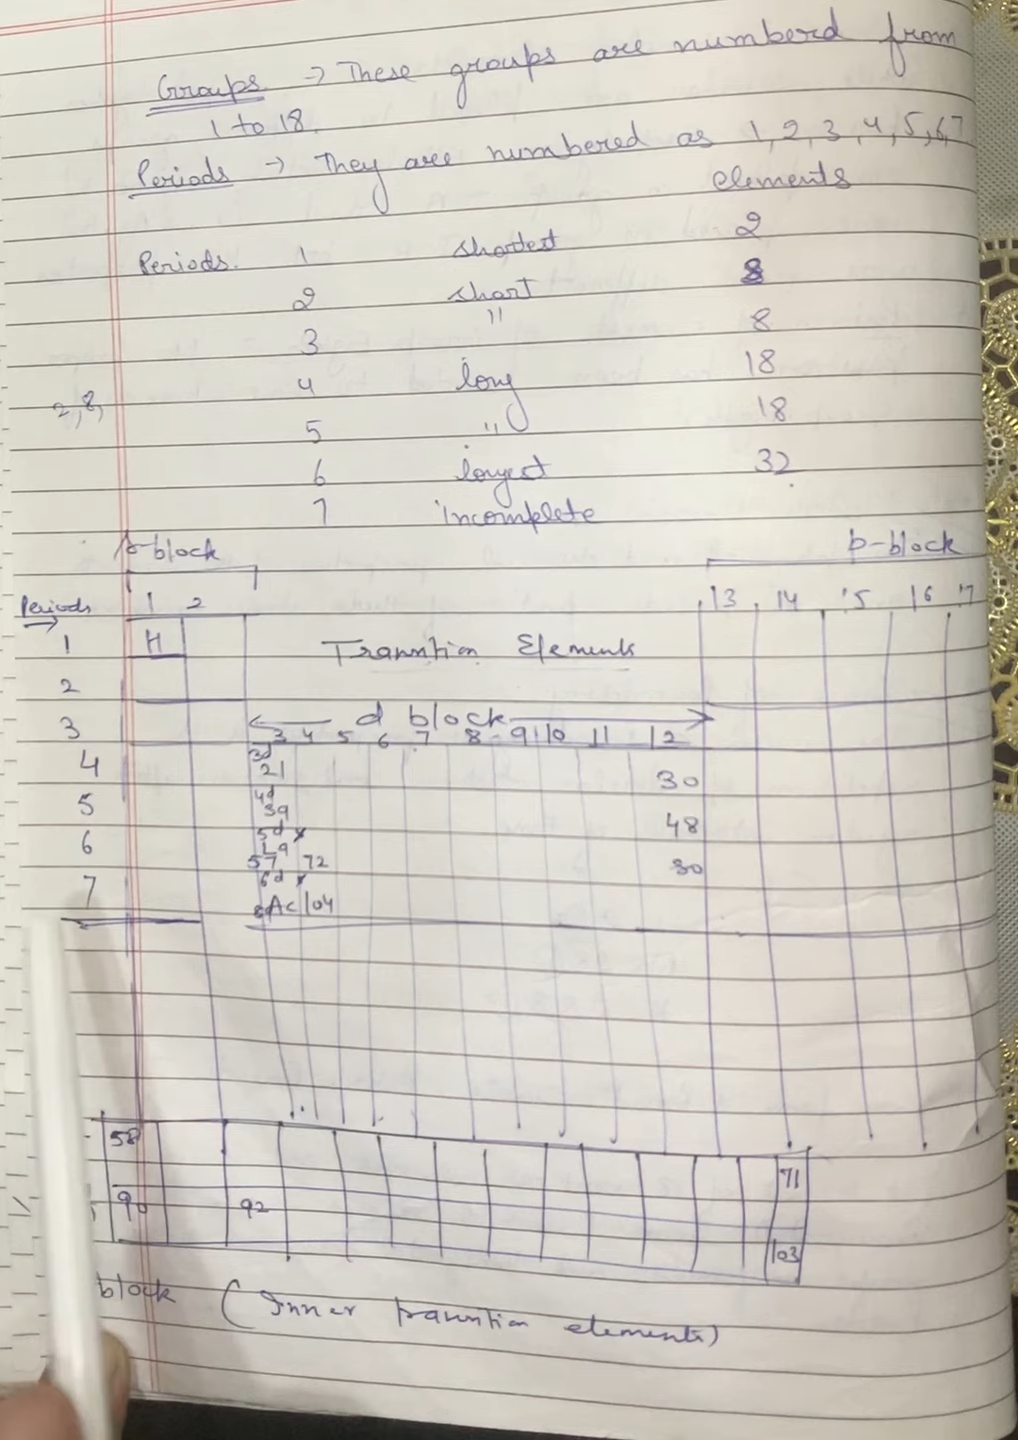 Groups → These groups are numberd from
1 to 18.
Periods → They are numbered as 1, 2, 3, 4, 5, 6, 7
elements
Periods. 1 shortest 2
2 short 8
3 " 8
4 long 18
2, 8,
5 " 18
6 longest 32
7 incomplete
s-block p-block
Periods 1 2 13 14 15 16 17
1 H Transition Elements
2
3 d block
3 4 5 6 7 8 9 10 11 12
4 3d
21 30
5 4d
39 48
6 5d
La
57 72 80
7 6d
Ac 104
58 71
90 92
103
block (Inner transition elements)